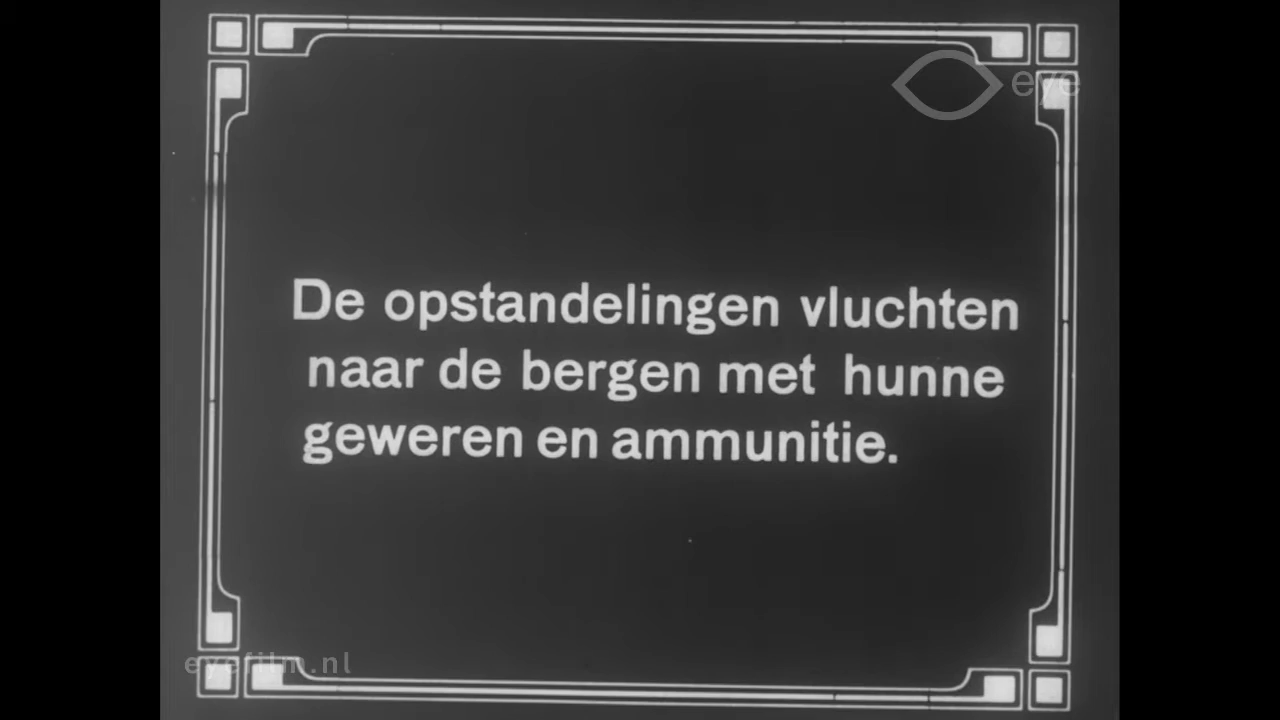 eye
De opstandelingen vluchten
naar de bergen met hunne
geweren en ammunitie.
eyefilm.nl